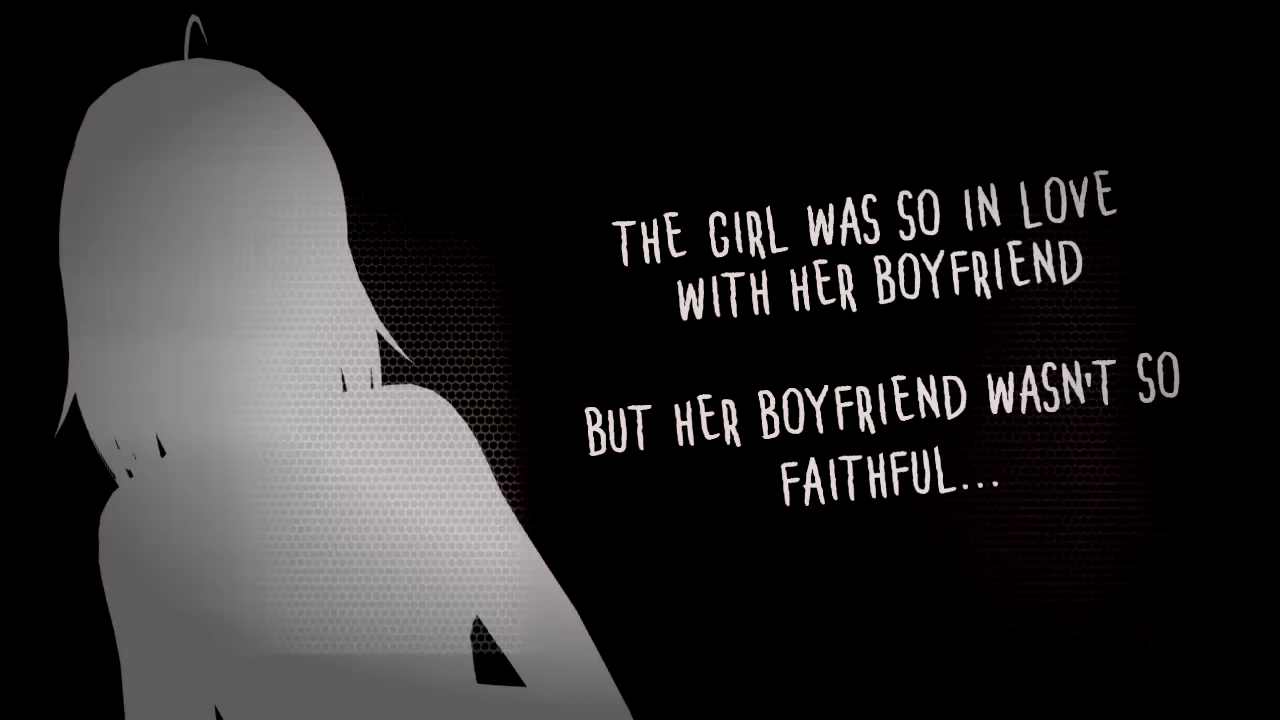 THE GIRL WAS SO IN LOVE
WITH HER BOYFRIEND
BUT HER BOYFRIEND WASN'T SO
FAITHFUL...